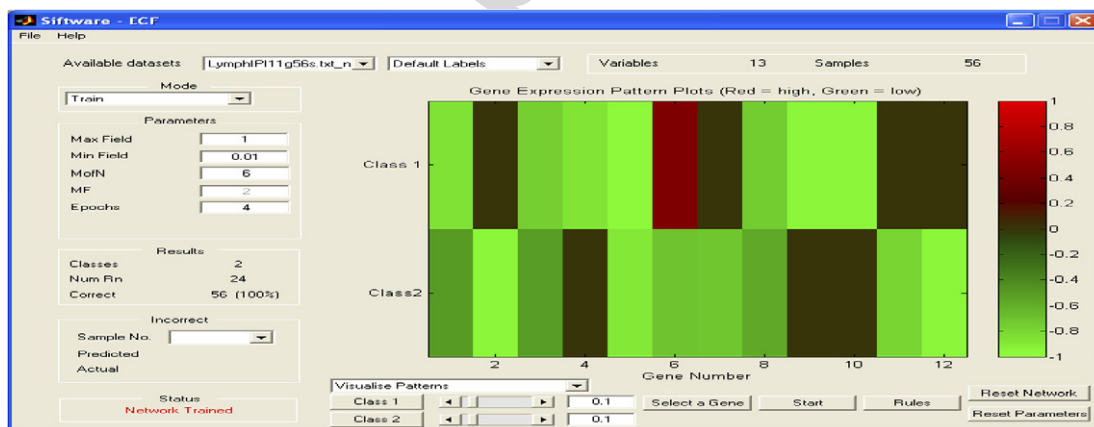 Siftware - ECF
File Help
Available datasets LymphIPI11g56s.txt_n Default Labels Variables 13 Samples 56
Mode
Train
Parameters
Max Field 1
Min Field 0.01
MofN 6
MF 2
Epochs 4
Results
Classes 2
Num Rn 24
Correct 56 (100%)
Incorrect
Sample No.
Predicted
Actual
Status
Network Trained
Gene Expression Pattern Plots (Red = high, Green = low)
Class 1
Class2
2 4 6 8 10 12
Gene Number
1
0.8
0.6
0.4
0.2
0
-0.2
-0.4
-0.6
-0.8
-1
Visualise Patterns
Class 1 0.1
Class 2 0.1
Select a Gene Start Rules
Reset Network
Reset Parameters